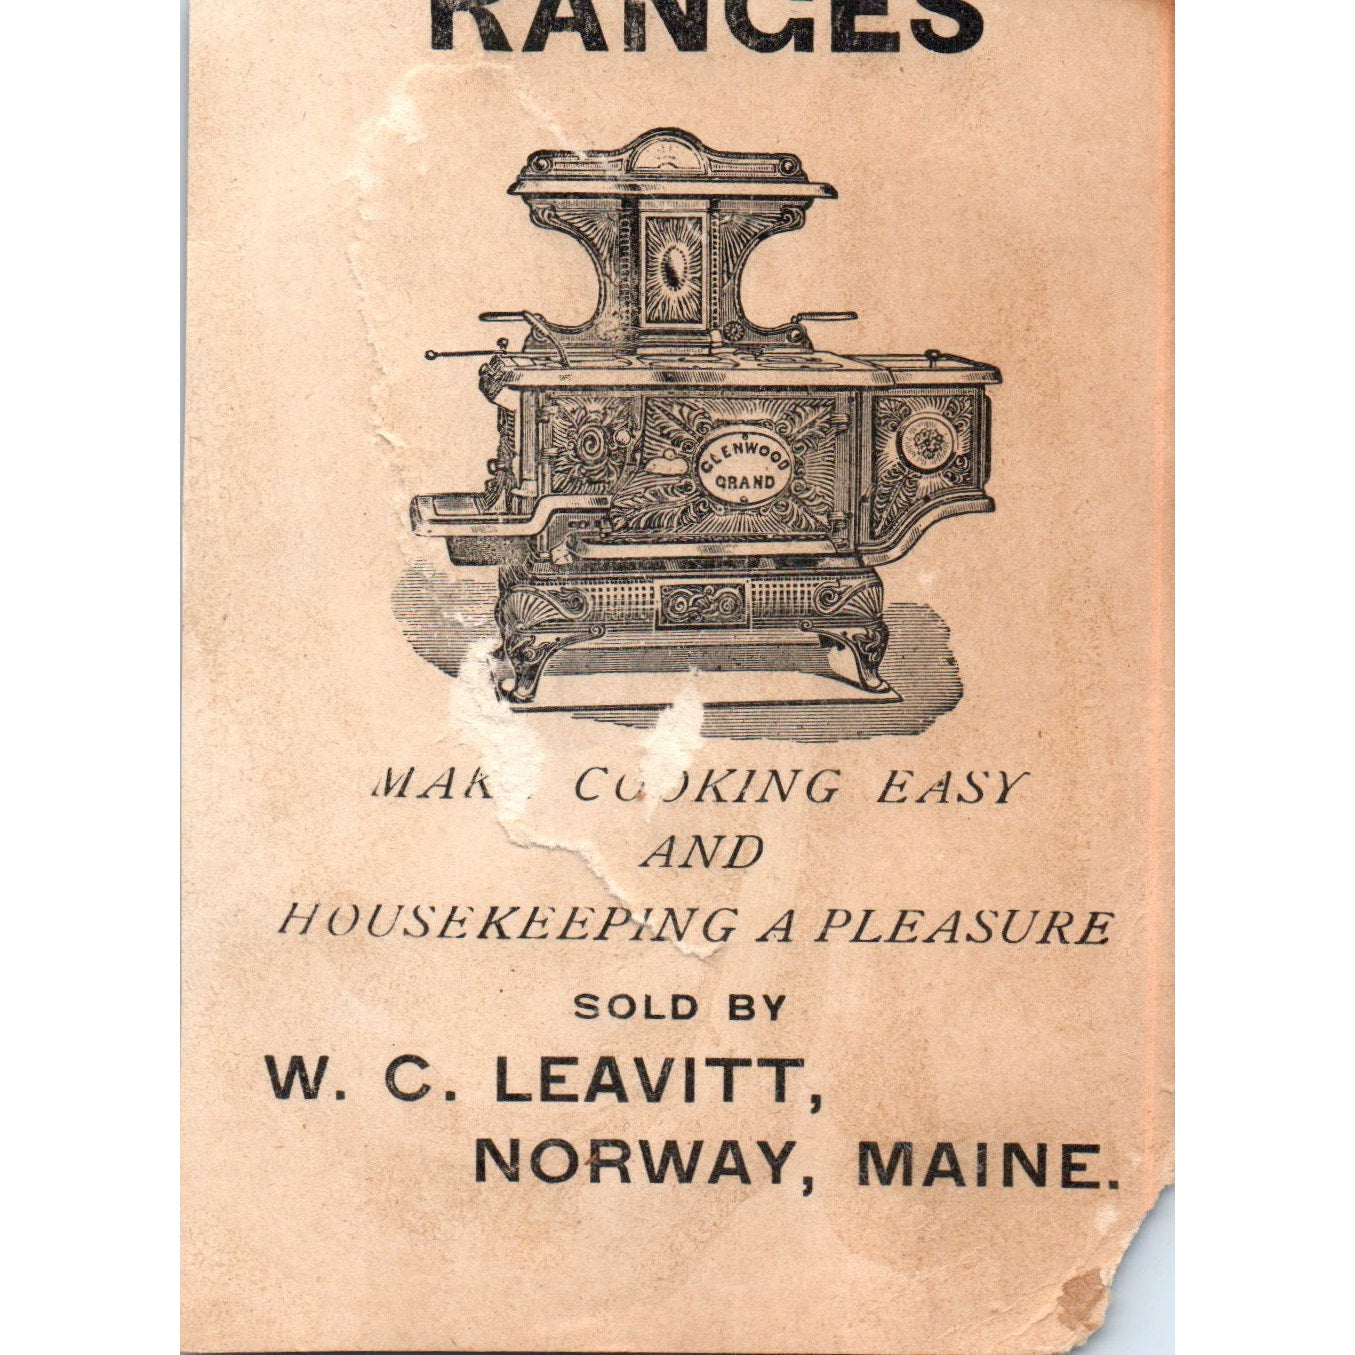 RANGES
GLENWOOD
GRAND
COOKING EASY
AND
HOUSEKEEPING A PLEASURE
SOLD BY
W. C. LEAVITT,
NORWAY, MAINE.